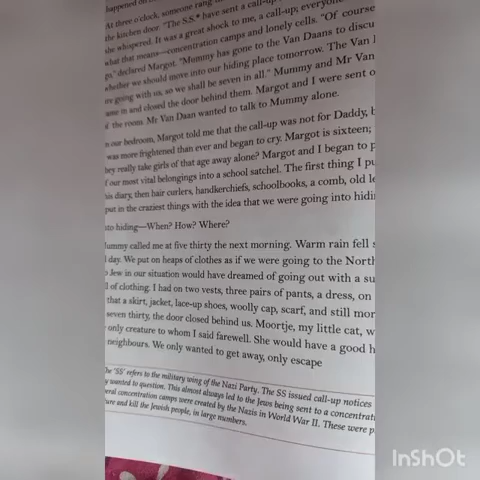 happened
At three o'clock, someone rang
the kitchen door. "The S.S.* have sent a call-up
she whispered. It was a great shock to me, a call-up; everyone
what that means—concentration camps and lonely cells. "Of course
go," declared Margot. "Mummy has gone to the Van Daans to discu
whether we should move into our hiding place tomorrow. The Van
are going with us, so we shall be seven in all." Mummy and Mr Van
came in and closed the door behind them. Margot and I were sent o
f the room. Mr Van Daan wanted to talk to Mummy alone.
n our bedroom, Margot told me that the call-up was not for Daddy, b
was more frightened than ever and began to cry. Margot is sixteen;
hey really take girls of that age away alone? Margot and I began to p
f our most vital belongings into a school satchel. The first thing I pu
his diary, then hair curlers, handkerchiefs, schoolbooks, a comb, old le
put in the craziest things with the idea that we were going into hidi
to hiding—When? How? Where?
ummy called me at five thirty the next morning. Warm rain fell s
l day. We put on heaps of clothes as if we were going to the North
o Jew in our situation would have dreamed of going out with a su
ll of clothing. I had on two vests, three pairs of pants, a dress, on
that a skirt, jacket, lace-up shoes, woolly cap, scarf, and still mor
seven thirty, the door closed behind us. Moortje, my little cat, w
only creature to whom I said farewell. She would have a good h
neighbours. We only wanted to get away, only escape
he 'SS' refers to the military wing of the Nazi Party. The SS issued call-up notices
y wanted to question. This almost always led to the Jews being sent to a concentrati
eral concentration camps were created by the Nazis in World War II. These were p
ure and kill the Jewish people, in large numbers.
InShOt